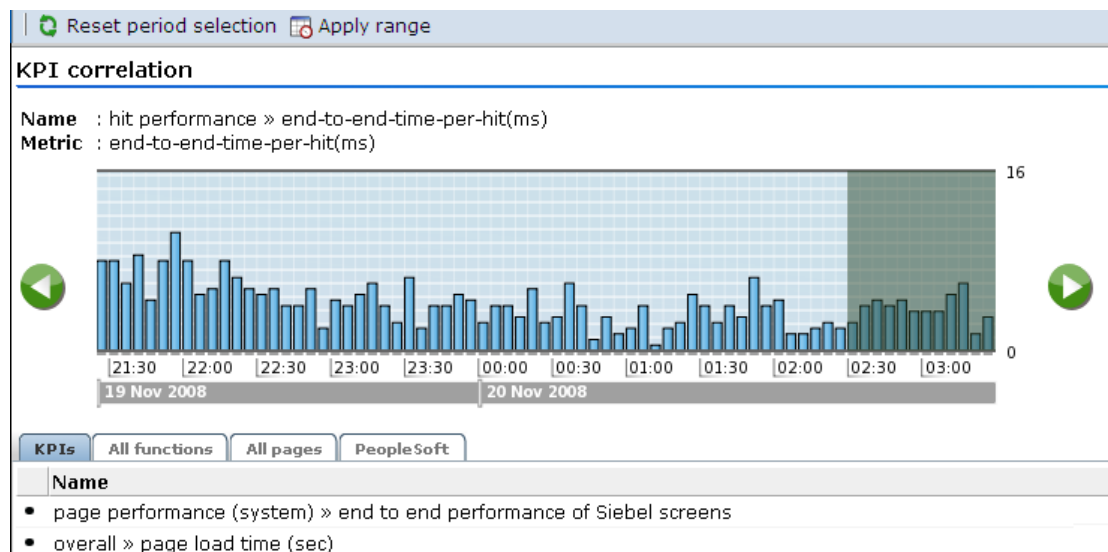 Reset period selection Apply range
KPI correlation
Name : hit performance » end-to-end-time-per-hit(ms)
Metric : end-to-end-time-per-hit(ms)
16
0
21:30 22:00 22:30 23:00 23:30 00:00 00:30 01:00 01:30 02:00 02:30 03:00
19 Nov 2008 20 Nov 2008
KPIs All functions All pages PeopleSoft
Name
• page performance (system) » end to end performance of Siebel screens
• overall » page load time (sec)